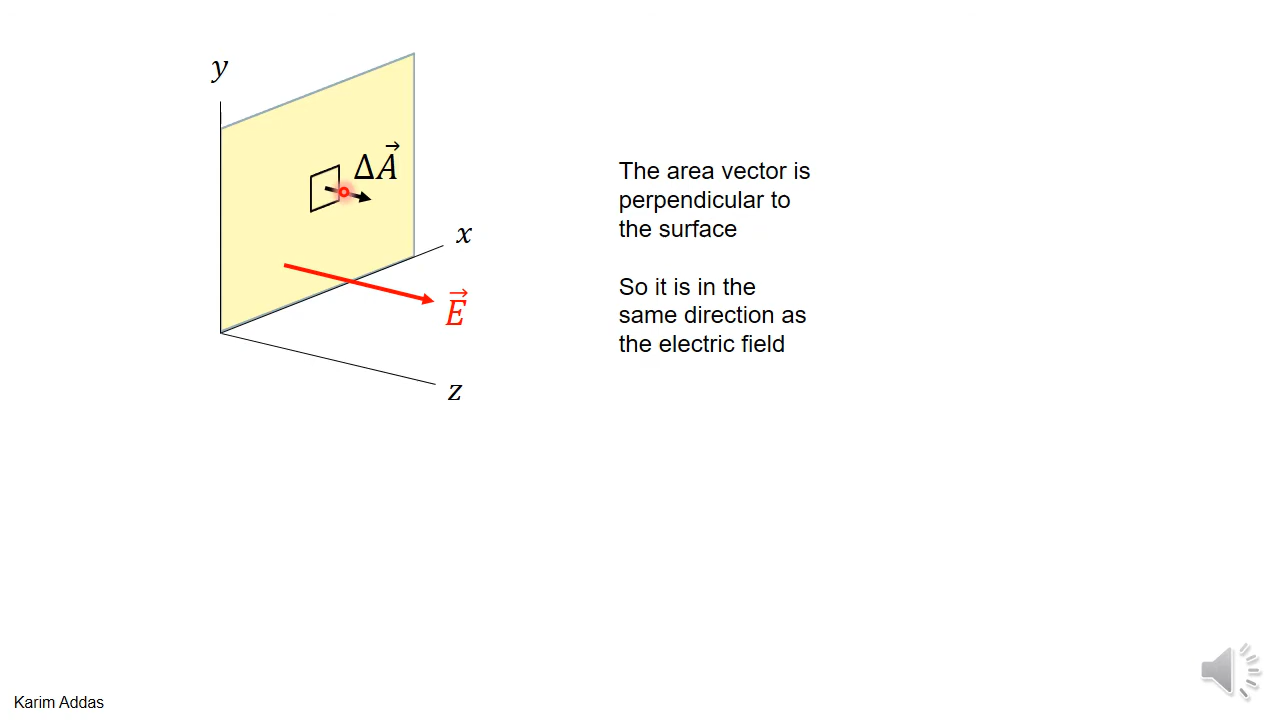 y
ΔA⃗
The area vector is
perpendicular to
the surface
x
So it is in the
same direction as
the electric field
E⃗
z
Karim Addas